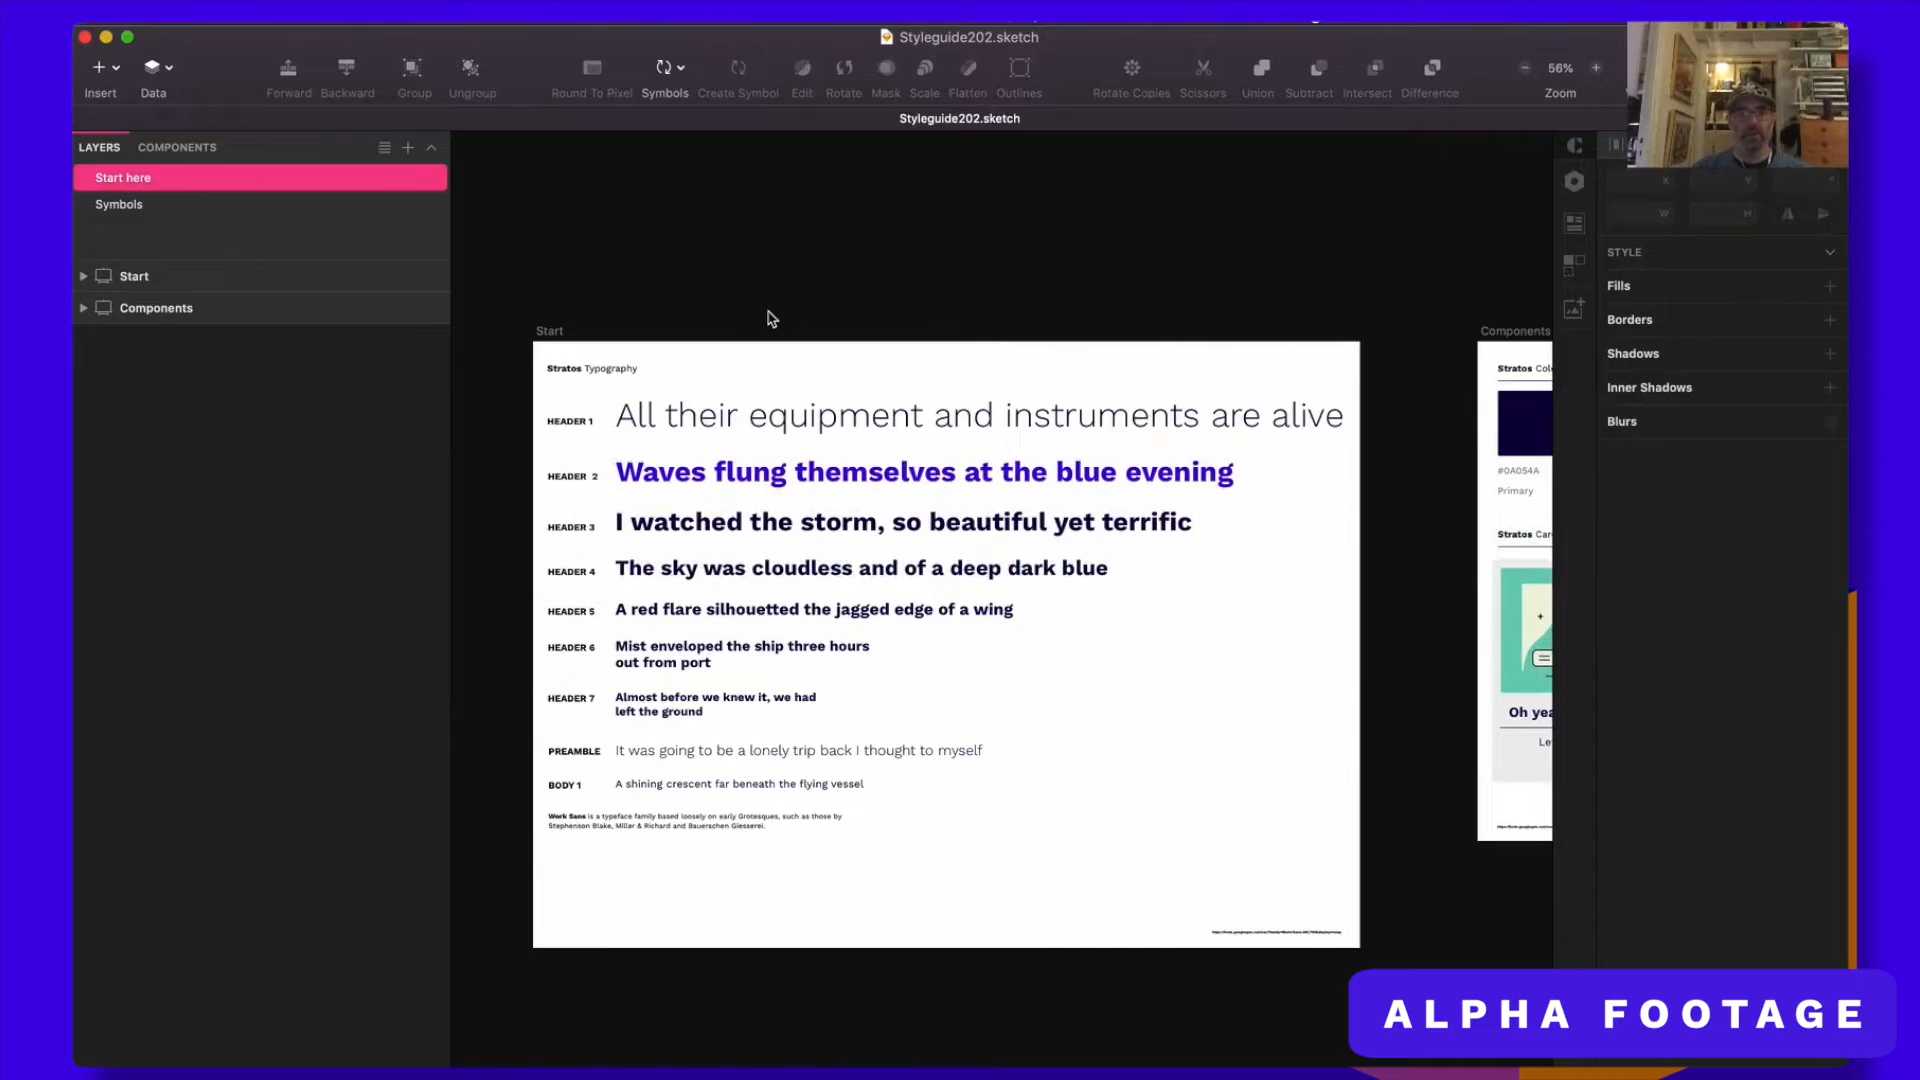 Styleguide202.sketch
Insert
Data
Forward
Backward
Group
Ungroup
Round To Pixel
Symbols
Create Symbol
Edit
Rotate
Mask
Scale
Flatten
Outlines
Rotate Copies
Scissors
Union
Subtract
Intersect
Difference
56%
Zoom
Styleguide202.sketch
LAYERS
COMPONENTS
Start here
Symbols
Start
Components
Start
Stratos Typography
HEADER 1 All their equipment and instruments are alive
HEADER 2 Waves flung themselves at the blue evening
HEADER 3 I watched the storm, so beautiful yet terrific
HEADER 4 The sky was cloudless and of a deep dark blue
HEADER 5 A red flare silhouetted the jagged edge of a wing
HEADER 6 Mist enveloped the ship three hours
out from port
HEADER 7 Almost before we knew it, we had
left the ground
PREAMBLE It was going to be a lonely trip back I thought to myself
BODY 1 A shining crescent far beneath the flying vessel
Work Sans is a typeface family based loosely on early Grotesques, such as those by
Stephenson Blake, Miller & Richard and Bauerschen Giesserei.
Components
Stratos Col
#0A054A
Primary
Stratos Car
Oh yea
Le
X
Y
W
H
STYLE
Fills
Borders
Shadows
Inner Shadows
Blurs
ALPHA FOOTAGE